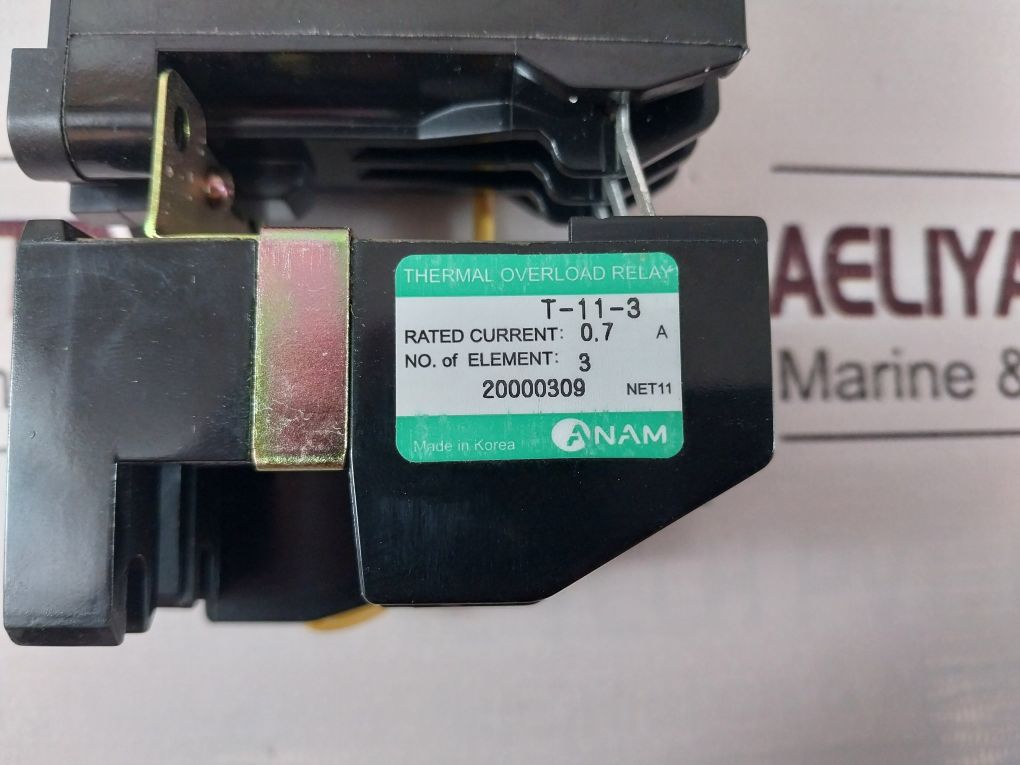 THERMAL OVERLOAD RELAY
T-11-3
RATED CURRENT: 0.7 A
NO. of ELEMENT: 3
20000309 NET11
Made in Korea ANAM
AELIYA
Marine &